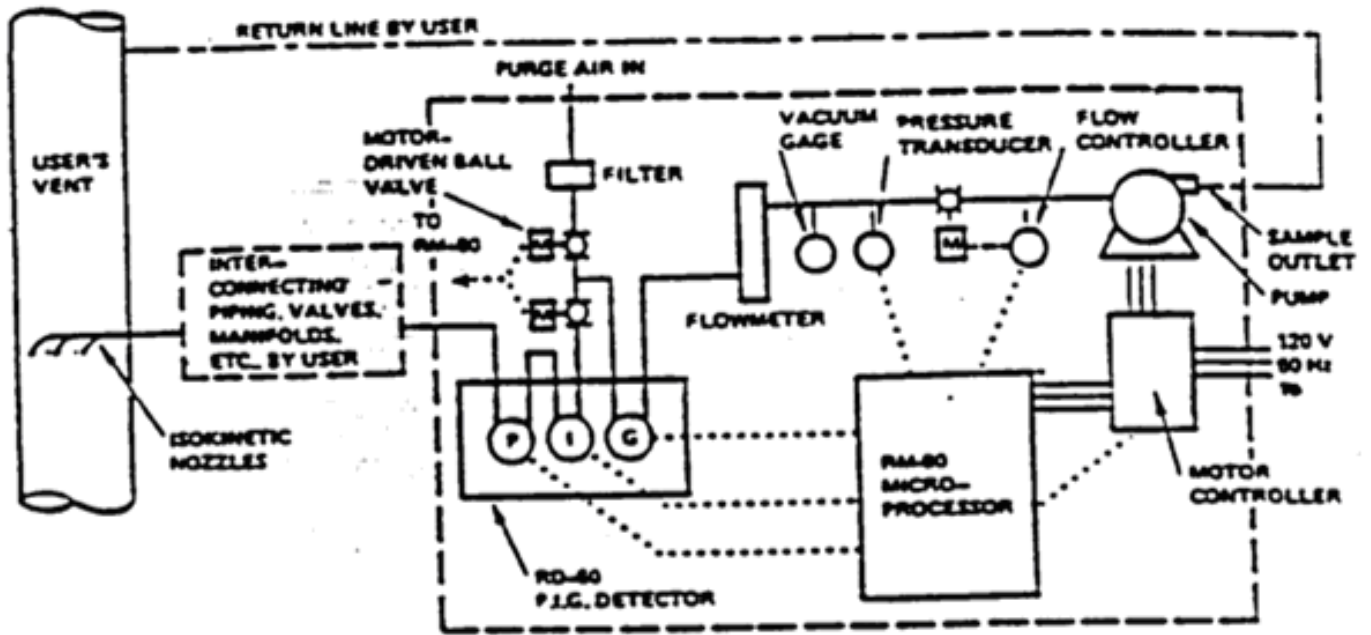 RETURN LINE BY USER
PURGE AIR IN
USER'S
VENT
MOTOR-
DRIVEN BALL
VALVE
TO
RM-80
FILTER
VACUUM
GAGE
PRESSURE
TRANSDUCER
FLOW
CONTROLLER
M
M
M
SAMPLE
OUTLET
PUMP
INTER-
CONNECTING
PIPING, VALVES,
MANIFOLDS,
ETC., BY USER
FLOWMETER
120 V
60 Hz
P
I
G
ISOKINETIC
NOZZLES
RM-80
MICRO-
PROCESSOR
MOTOR
CONTROLLER
RD-60
P.I.G. DETECTOR